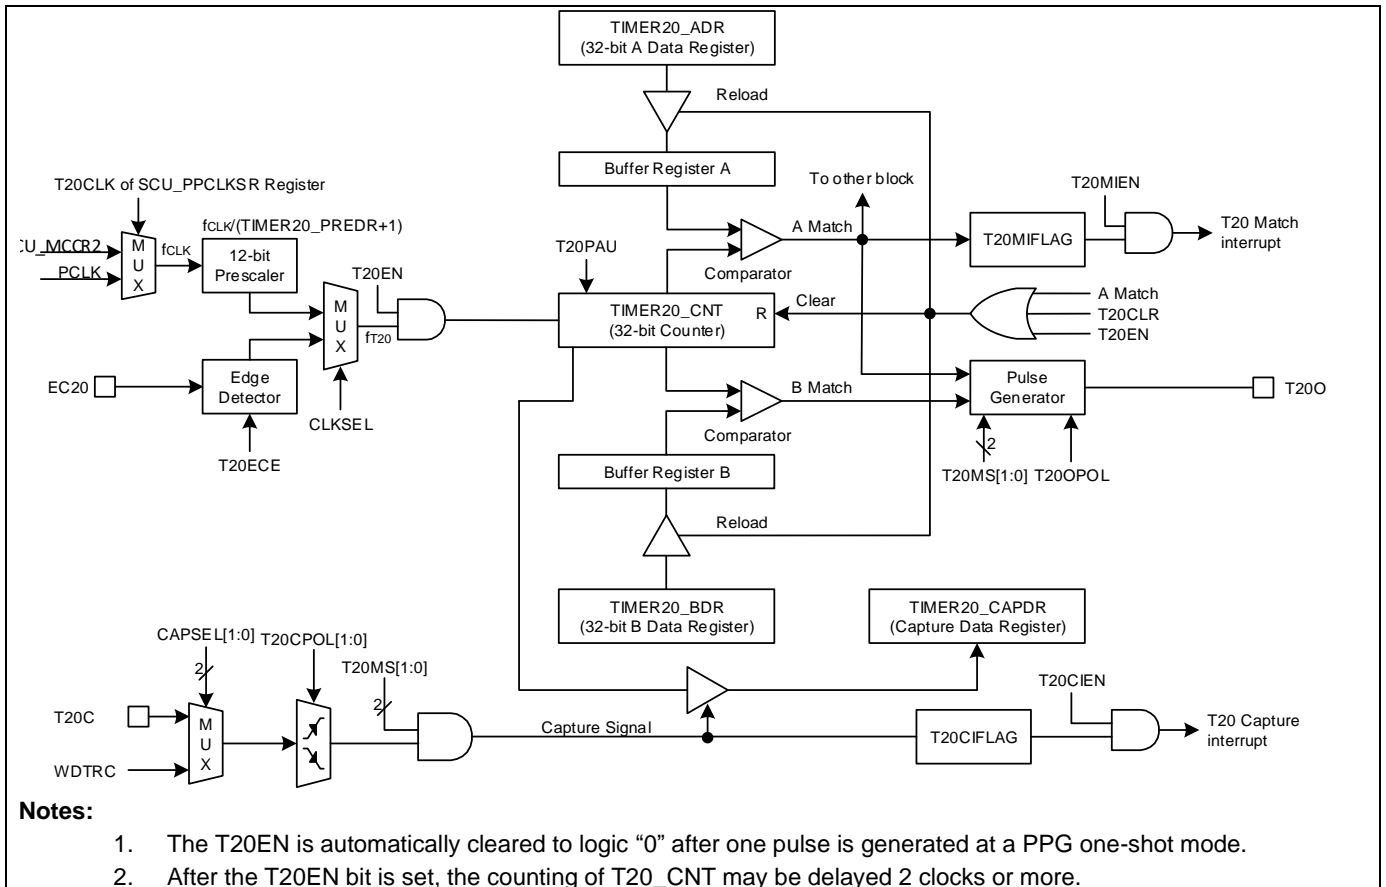 TIMER20_ADR
(32-bit A Data Register)
Reload
Buffer Register A
To other block
T20CLK of SCU_PPCLKSR Register
T20MIEN
fCLK/(TIMER20_PREDR+1)
CU_MCCR2
PCLK
MUX
fCLK
12-bit
Prescaler
T20PAU
A Match
T20MIFLAG
T20 Match
interrupt
Comparator
T20EN
MUX
fT20
TIMER20_CNT
(32-bit Counter)
R
Clear
A Match
T20CLR
T20EN
EC20
Edge
Detector
CLKSEL
T20ECE
B Match
Pulse
Generator
T20O
Comparator
2
T20MS[1:0]
T20OPOL
Buffer Register B
Reload
TIMER20_BDR
(32-bit B Data Register)
TIMER20_CAPDR
(Capture Data Register)
CAPSEL[1:0]
T20CPOL[1:0]
T20MS[1:0]
2
2
T20CIEN
T20C
MUX
WDTRC
Capture Signal
T20CIFLAG
T20 Capture
interrupt
Notes:
1. The T20EN is automatically cleared to logic “0” after one pulse is generated at a PPG one-shot mode.
2. After the T20EN bit is set, the counting of T20_CNT may be delayed 2 clocks or more.